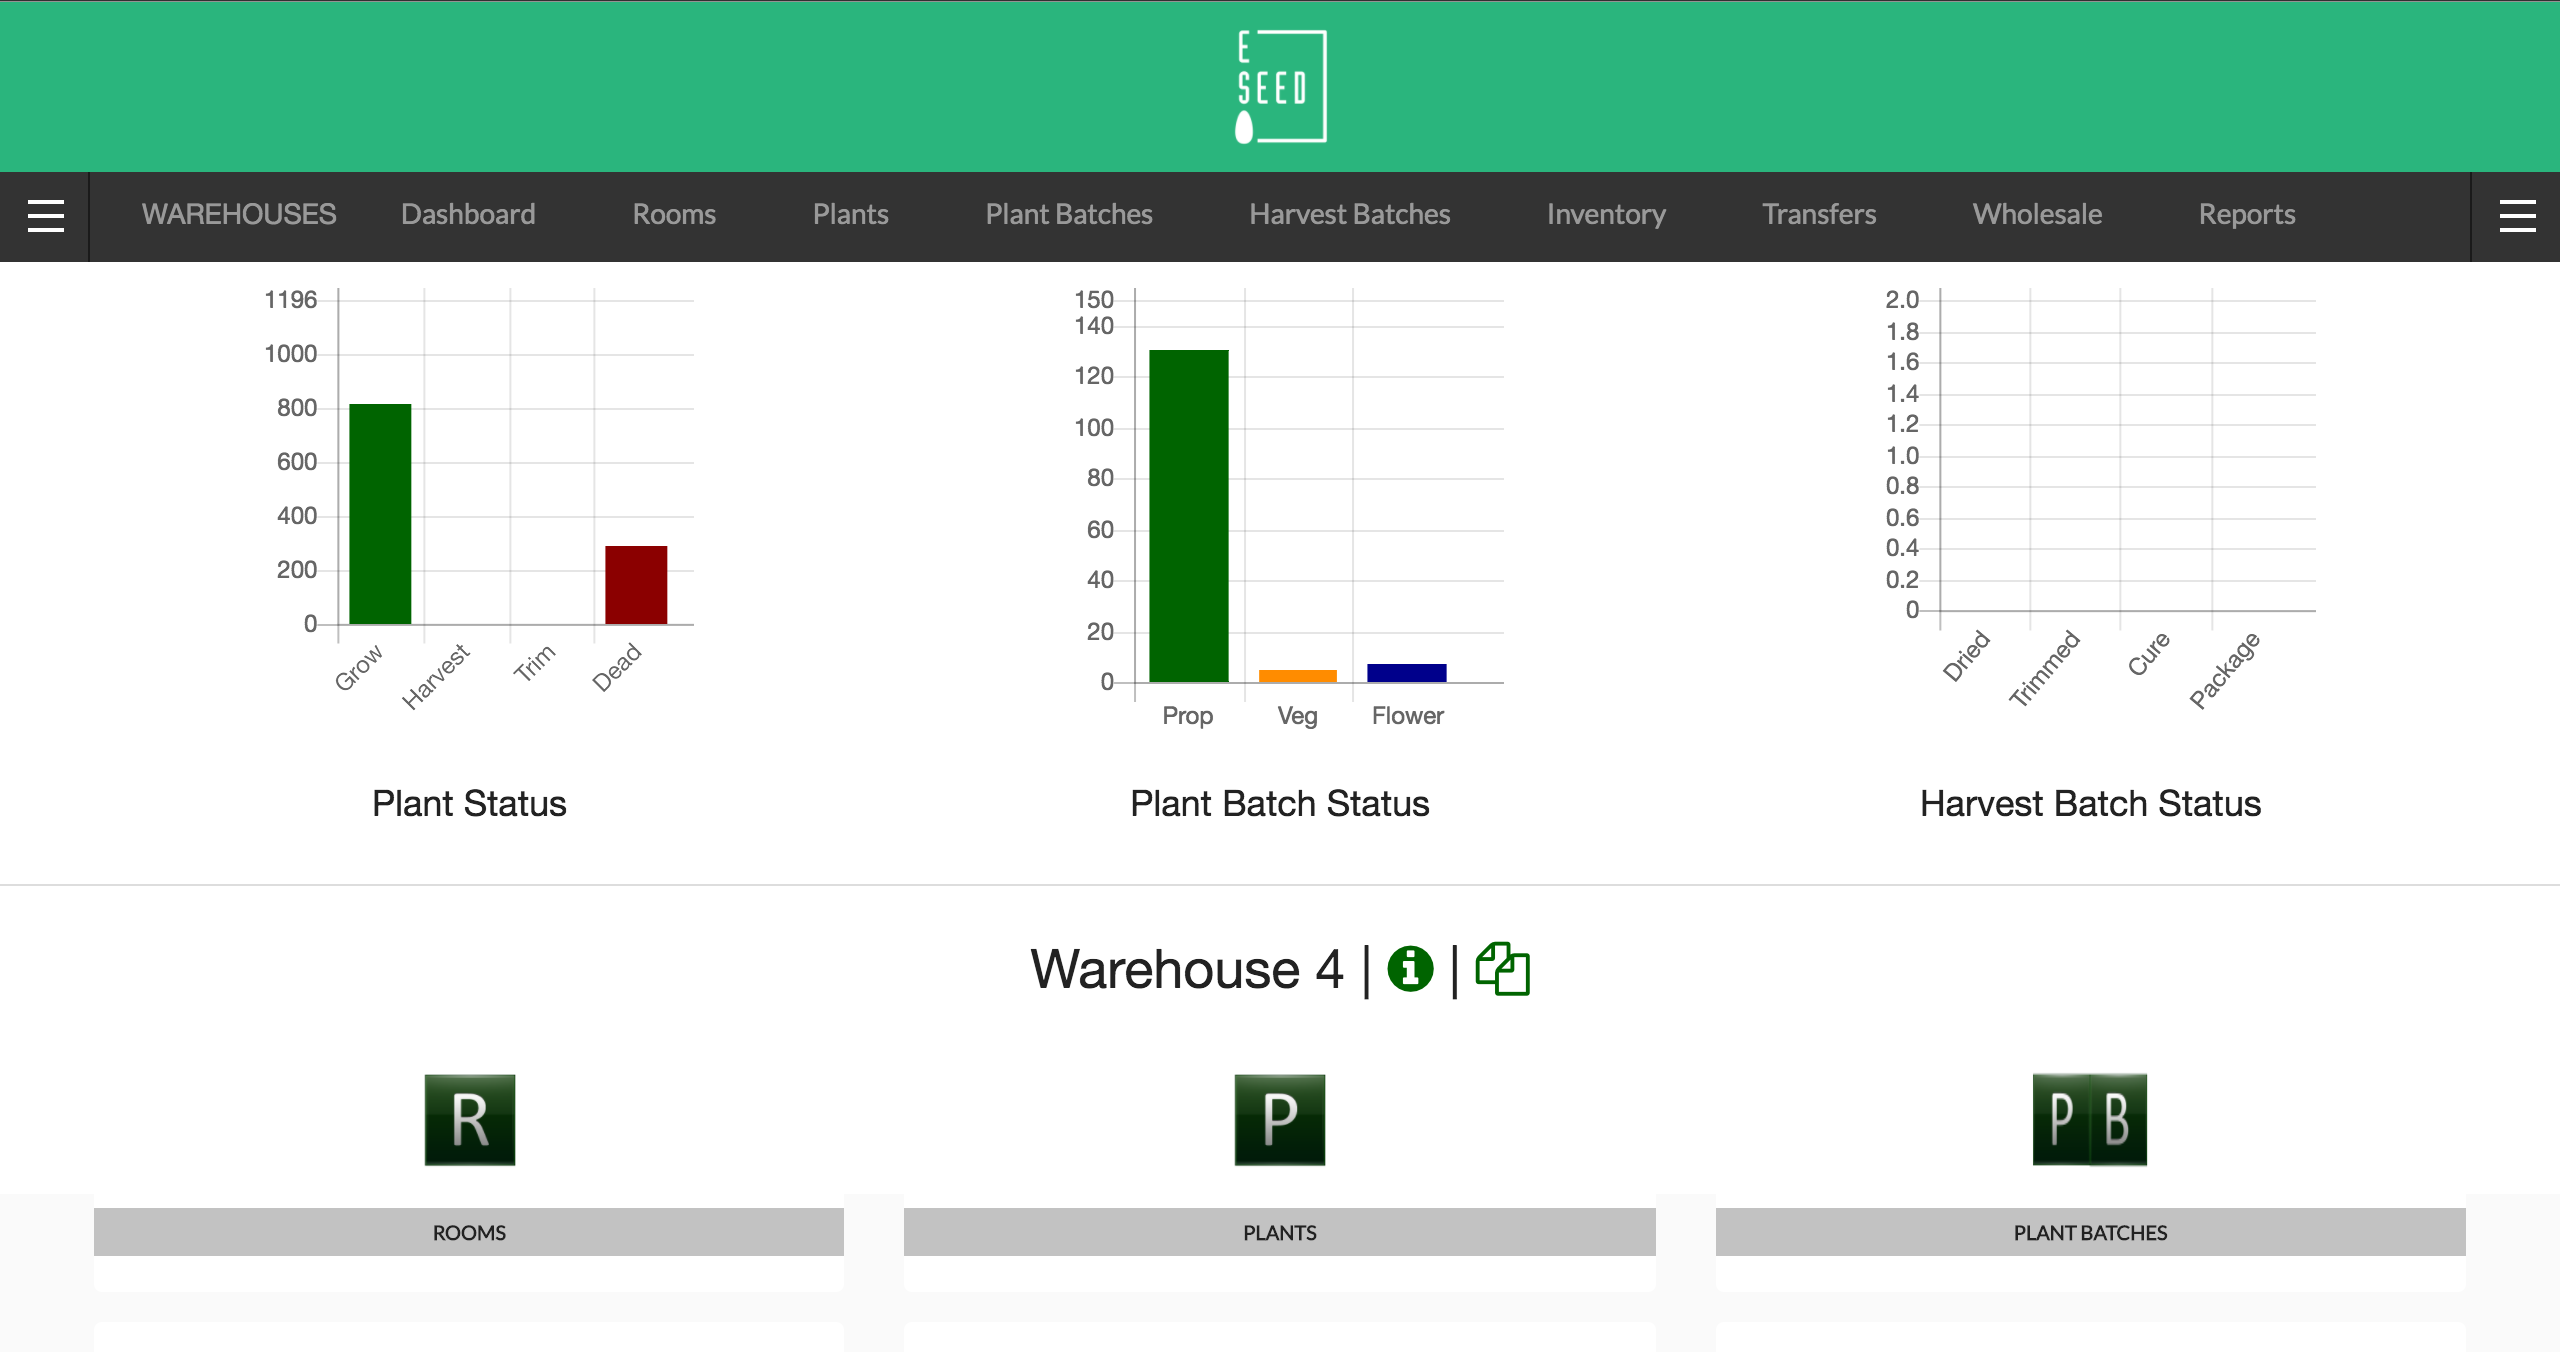 E
SEED
WAREHOUSES Dashboard Rooms Plants Plant Batches Harvest Batches Inventory Transfers Wholesale Reports
1196
1000
800
600
400
200
0
Grow Harvest Trim Dead
Plant Status
150
140
120
100
80
60
40
20
0
Prop Veg Flower
Plant Batch Status
2.0
1.8
1.6
1.4
1.2
1.0
0.8
0.6
0.4
0.2
0
Dried Trimmed Cure Package
Harvest Batch Status
Warehouse 4 | i |
R
ROOMS
P
PLANTS
P B
PLANT BATCHES